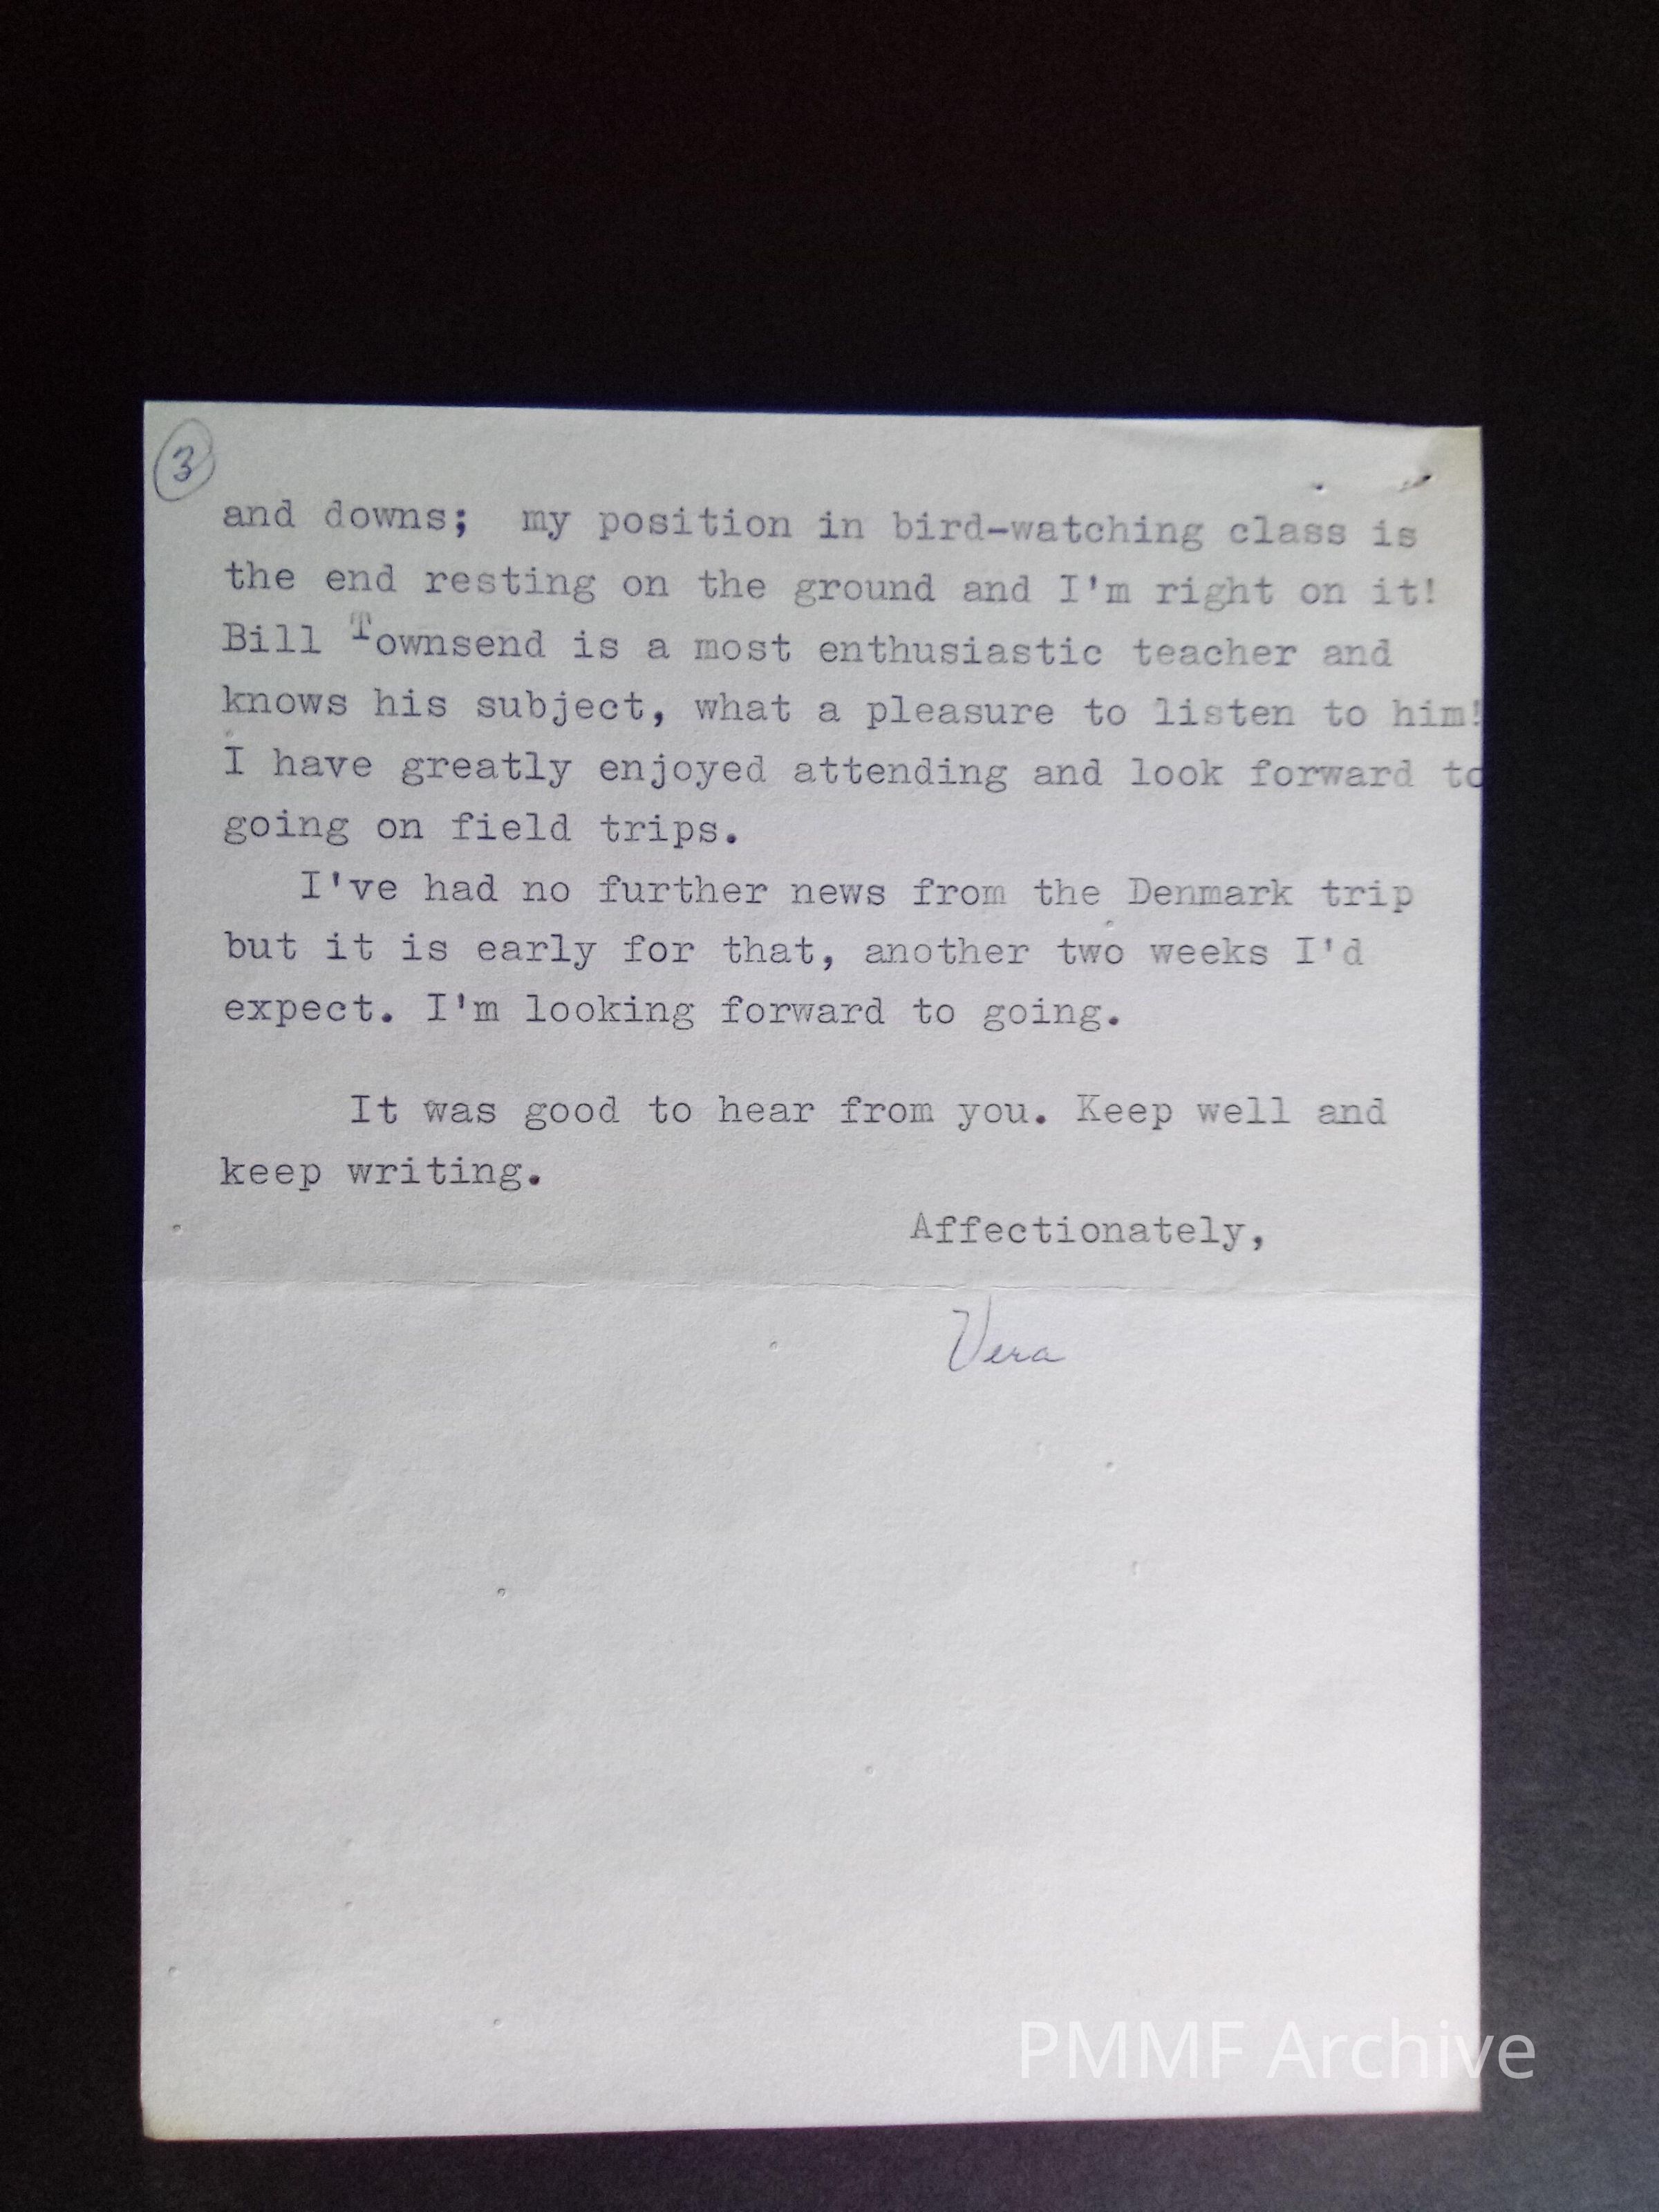 3
and downs;  my position in bird-watching class is
the end resting on the ground and I'm right on it!
Bill Townsend is a most enthusiastic teacher and
knows his subject, what a pleasure to listen to him!
I have greatly enjoyed attending and look forward to
going on field trips.
I've had no further news from the Denmark trip
but it is early for that, another two weeks I'd
expect. I'm looking forward to going.
It was good to hear from you. Keep well and
keep writing.
Affectionately,
Vera
PMMF Archive